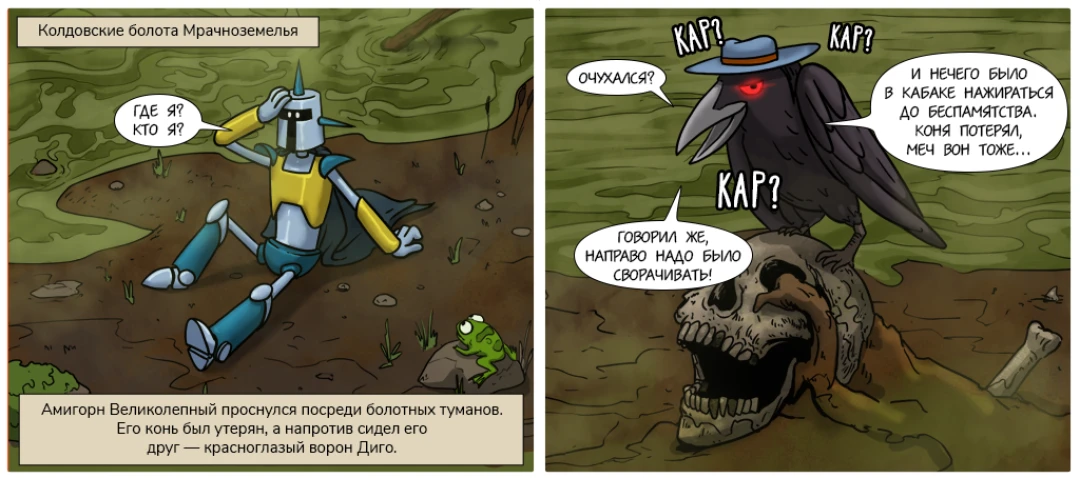 Колдовские болота Мрачноземелья
ГДЕ Я?
КТО Я?
Амигорн Великолепный проснулся посреди болотных туманов.
Его конь был утерян, а напротив сидел его
друг — красноглазый ворон Диго.
КАР?
КАР?
ОЧУХАЛСЯ?
И НЕЧЕГО БЫЛО
В КАБАКЕ НАЖИРАТЬСЯ
ДО БЕСПАМЯТСТВА.
КОНЯ ПОТЕРЯЛ,
МЕЧ ВОН ТОЖЕ...
КАР?
ГОВОРИЛ ЖЕ,
НАПРАВО НАДО БЫЛО
СВОРАЧИВАТЬ!